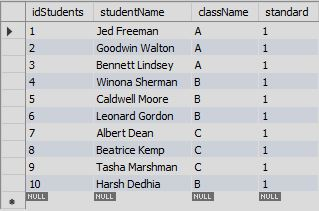 idStudents studentName className standard
1 Jed Freeman A 1
2 Goodwin Walton A 1
3 Bennett Lindsey A 1
4 Winona Sherman B 1
5 Caldwell Moore B 1
6 Leonard Gordon B 1
7 Albert Dean C 1
8 Beatrice Kemp C 1
9 Tasha Marshman C 1
10 Harsh Dedhia B 1
NULL NULL NULL NULL